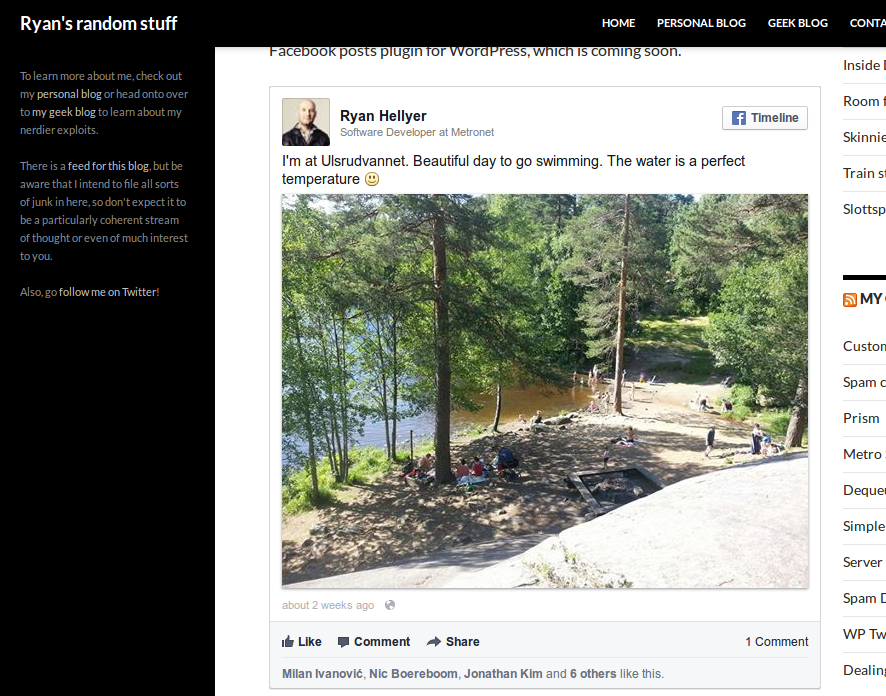 Ryan's random stuff
HOME PERSONAL BLOG GEEK BLOG CONTA
To learn more about me, check out
my personal blog or head onto over
to my geek blog to learn about my
nerdier exploits.
There is a feed for this blog, but be
aware that I intend to file all sorts
of junk in here, so don't expect it to
be a particularly coherent stream
of thought or even of much interest
to you.
Also, go follow me on Twitter!
Facebook posts plugin for WordPress, which is coming soon.
Ryan Hellyer
Software Developer at Metronet
Timeline
I'm at Ulsrudvannet. Beautiful day to go swimming. The water is a perfect
temperature
about 2 weeks ago
Like Comment Share 1 Comment
Milan Ivanović, Nic Boereboom, Jonathan Kim and 6 others like this.
Inside
Room f
Skinnie
Train st
Slottsp
MY
Custom
Spam c
Prism
Metro
Dequeu
Simple
Server
Spam D
WP Tw
Dealing